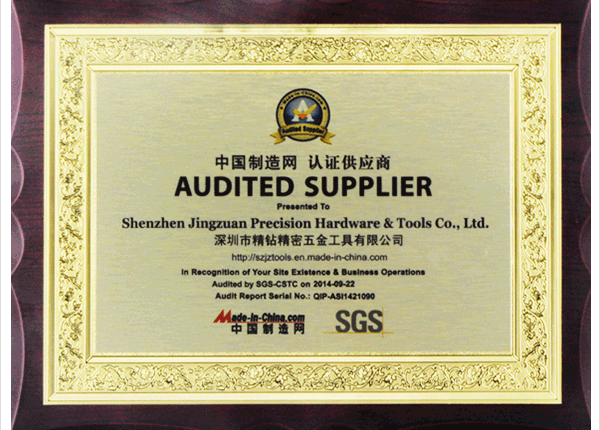 MADE-IN-CHINA.COM
Audited Supplier
中国制造网 认证供应商
AUDITED SUPPLIER
Presented To
Shenzhen Jingzuan Precision Hardware & Tools Co., Ltd.
深圳市精钻精密五金工具有限公司
http://szjztools.en.made-in-china.com
In Recognition of Your Site Existence & Business Operations
Audited by SGS-CSTC on 2014-09-22
Audit Report Serial No.: QIP-ASI1421090
Made-in-China.com
中国制造网
SGS